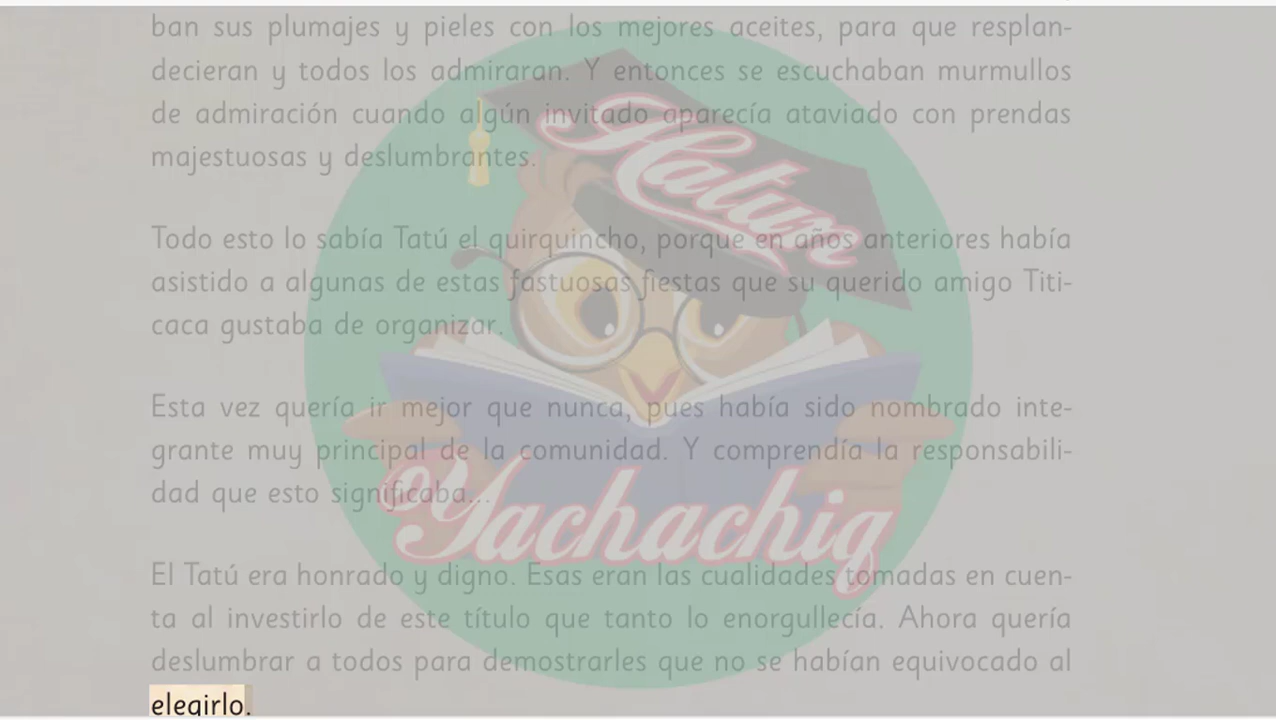 ban sus plumajes y pieles con los mejores aceites, para que resplan-
decieran y todos los admiraran. Y entonces se escuchaban murmullos
de admiración cuando algún invitado aparecía ataviado con prendas
majestuosas y deslumbrantes.
Todo esto lo sabía Tatú el quirquincho, porque en años anteriores había
asistido a algunas de estas fastuosas fiestas que su querido amigo Titi-
caca gustaba de organizar.
Esta vez quería ir mejor que nunca, pues había sido nombrado inte-
grante muy principal de la comunidad. Y comprendía la responsabili-
dad que esto significaba...
El Tatú era honrado y digno. Esas eran las cualidades tomadas en cuen-
ta al investirlo de este título que tanto lo enorgullecía. Ahora quería
deslumbrar a todos para demostrarles que no se habían equivocado al
elegirlo.
Hatun
Yachachiq